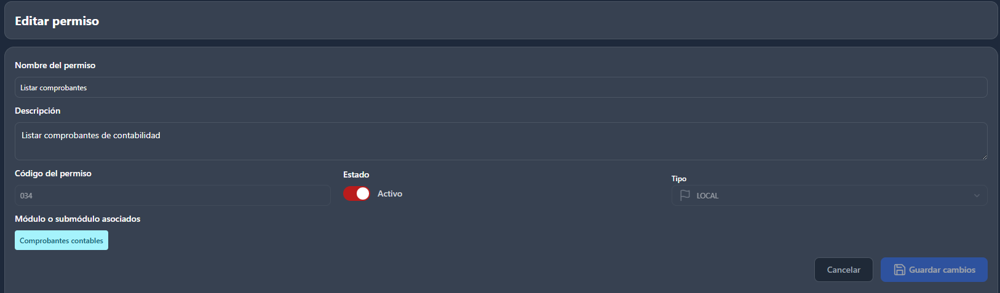 Editar permiso
Nombre del permiso
Listar comprobantes
Descripción
Listar comprobantes de contabilidad
Código del permiso
034
Estado
Activo
Tipo
LOCAL
Módulo o submódulo asociados
Comprobantes contables
Cancelar
Guardar cambios